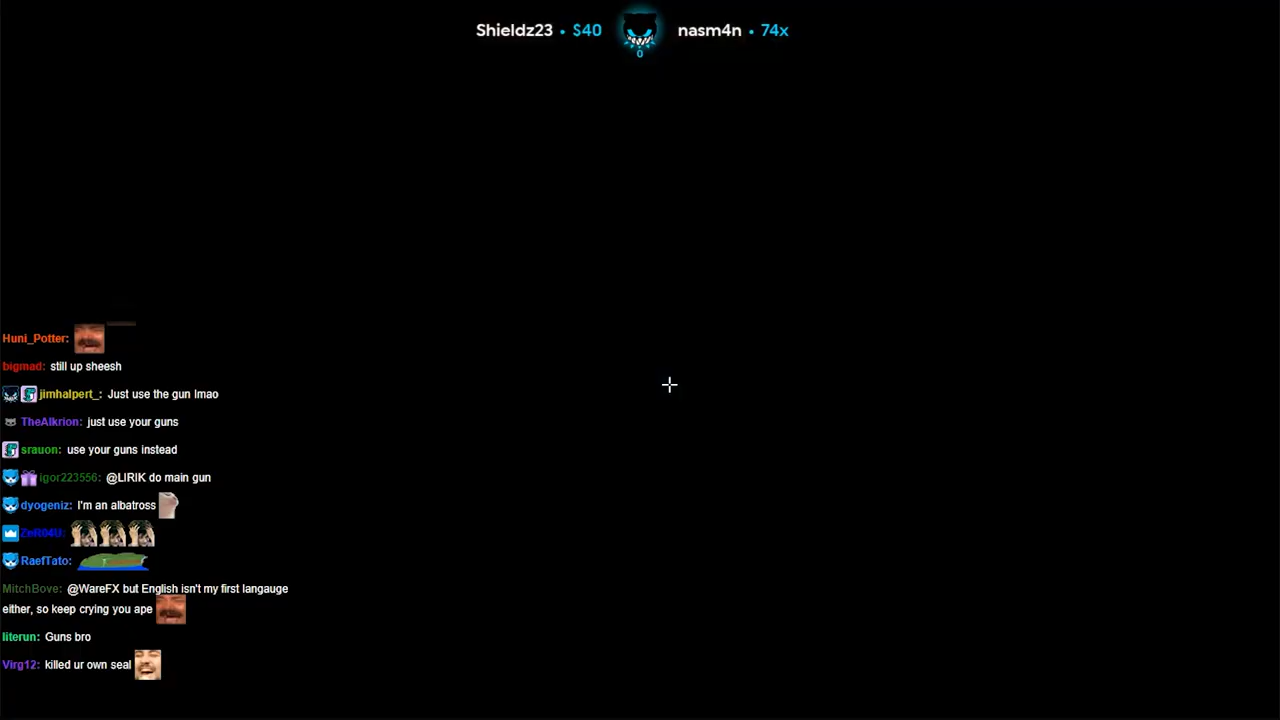 Shieldz23 • $40
0
nasm4n • 74x
Huni_Potter:
bigmad: still up sheesh
jimhalpert_: Just use the gun lmao
TheAlkrion: just use your guns
srauon: use your guns instead
igor223556: @LIRIK do main gun
dyogeniz: I'm an albatross
ZnR04U:
RaefTato:
MitchBove: @WareFX but English isn't my first langauge
either, so keep crying you ape
literun: Guns bro
Virg12: killed ur own seal